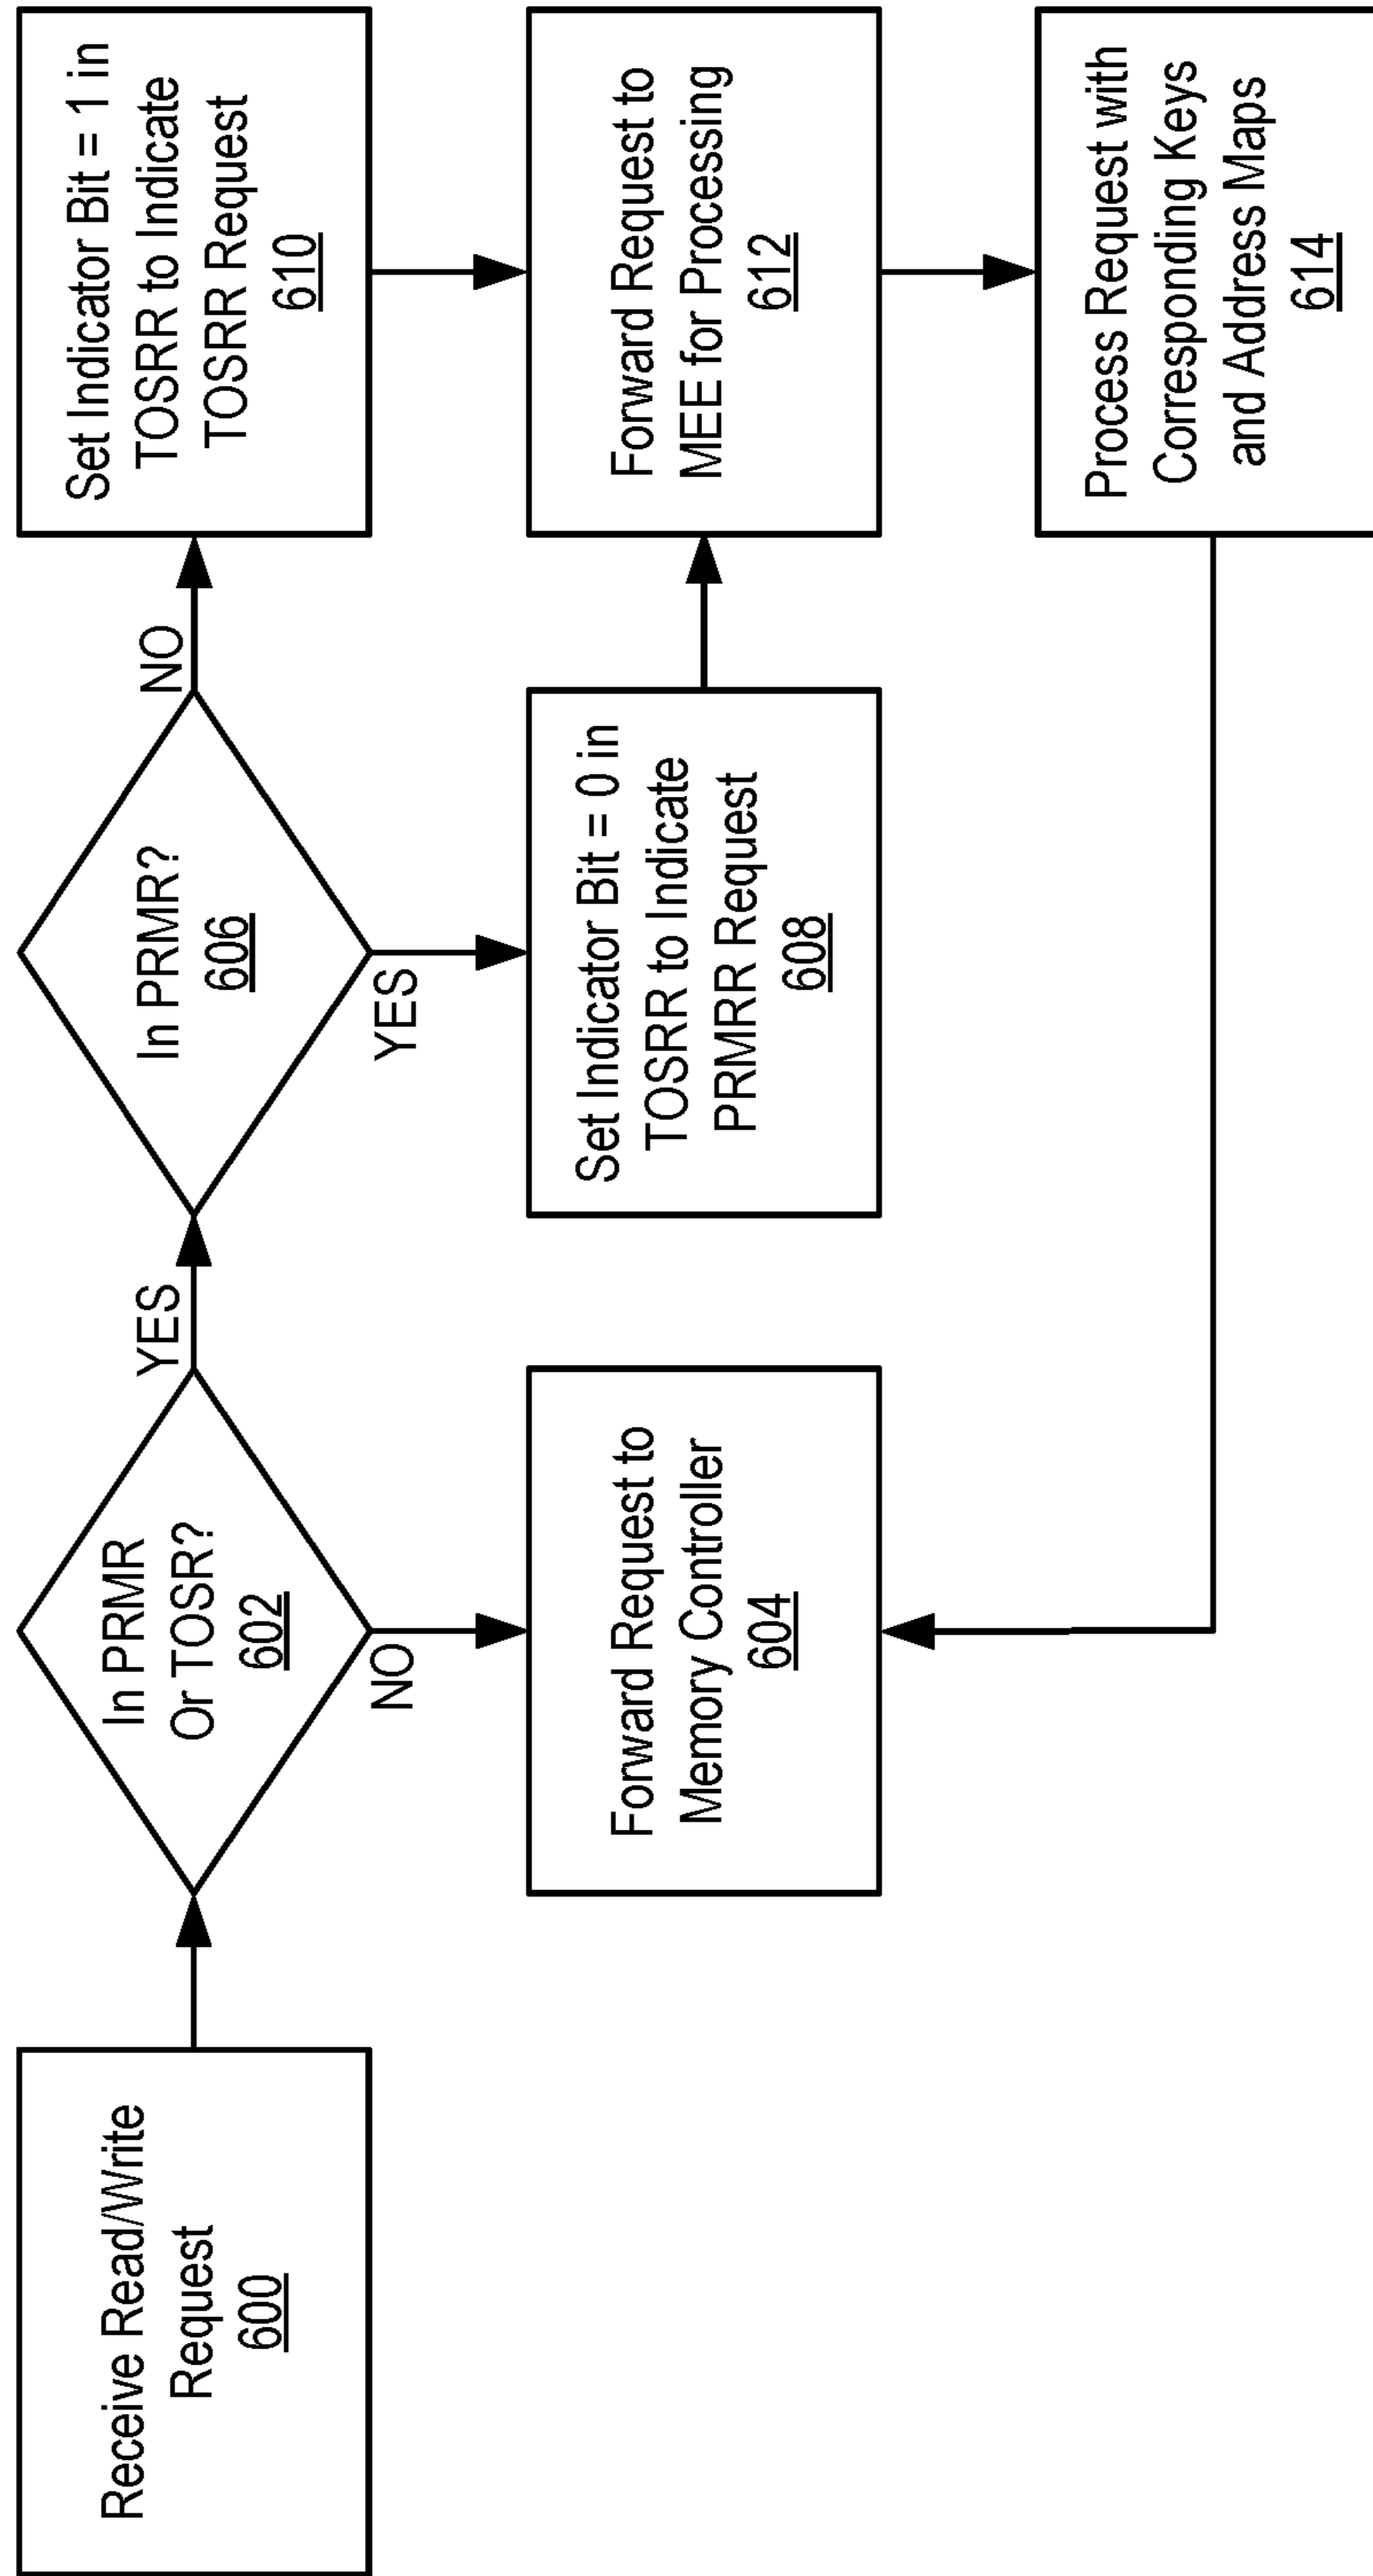 Receive Read/Write
Request
600
In PRMR
Or TOSR?
602
YES
NO
Forward Request to
Memory Controller
604
In PRMR?
606
NO
YES
Set Indicator Bit = 0 in
TOSRR to Indicate
PRMRR Request
608
Set Indicator Bit = 1 in
TOSRR to Indicate
TOSRR Request
610
Forward Request to
MEE for Processing
612
Process Request with
Corresponding Keys
and Address Maps
614